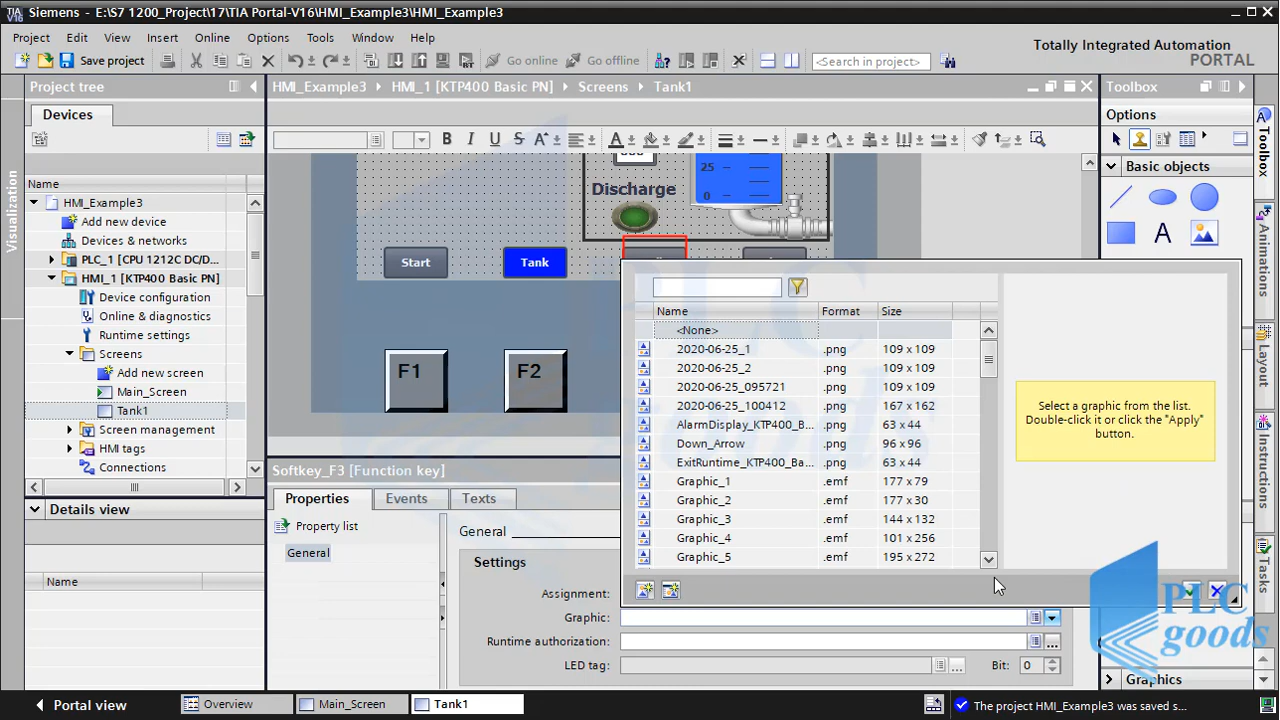 TIA V16 Siemens - E:\S7 1200_Project\17\TIA Portal-V16\HMI_Example3\HMI_Example3
Project Edit View Insert Online Options Tools Window Help
Save project Go online Go offline <Search in project>
Totally Integrated Automation
PORTAL
Project tree
HMI_Example3 HMI_1 [KTP400 Basic PN] Screens Tank1
Toolbox
Devices
Options
B I U S A A
Basic objects
A
Name
HMI_Example3
Add new device
Devices & networks
PLC_1 [CPU 1212C DC/D...
HMI_1 [KTP400 Basic PN]
Device configuration
Online & diagnostics
Runtime settings
Screens
Add new screen
Main_Screen
Tank1
Screen management
HMI tags
Connections
Details view
Name
Visualization
25
0
Discharge
Start
Tank
F1
F2
Name Format Size
<None>
2020-06-25_1 .png 109 x 109
2020-06-25_2 .png 109 x 109
2020-06-25_095721 .png 109 x 109
2020-06-25_100412 .png 167 x 162
AlarmDisplay_KTP400_B... .png 63 x 44
Down_Arrow .png 96 x 96
ExitRuntime_KTP400_Ba... .png 63 x 44
Graphic_1 .emf 177 x 79
Graphic_2 .emf 177 x 30
Graphic_3 .emf 144 x 132
Graphic_4 .emf 101 x 256
Graphic_5 .emf 195 x 272
Select a graphic from the list.
Double-click it or click the "Apply"
button.
Softkey_F3 [Function key]
Properties Events Texts
Property list
General
General
Settings
Assignment:
Graphic:
Runtime authorization:
LED tag:
Bit: 0
Toolbox
Animations
Layout
Instructions
Tasks
Graphics
PLC
goods
Portal view
Overview
Main_Screen
Tank1
The project HMI_Example3 was saved s...